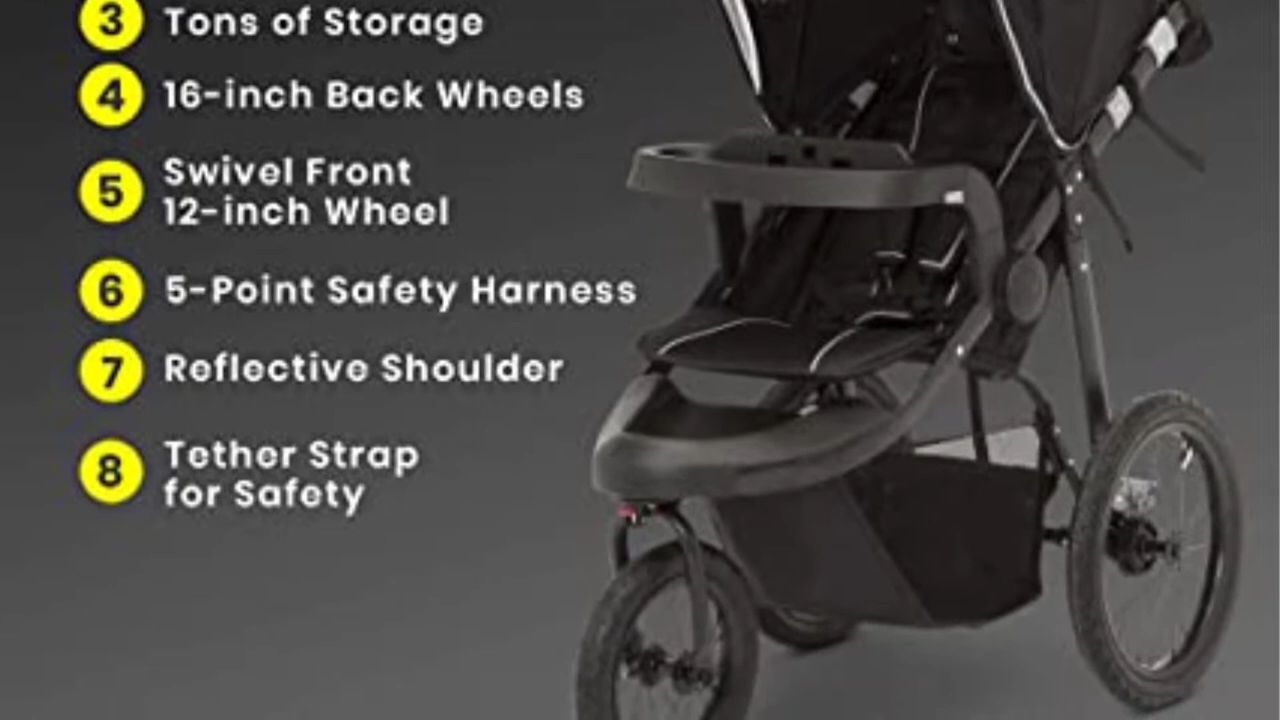 3 Tons of Storage
4 16-inch Back Wheels
5 Swivel Front
12-inch Wheel
6 5-Point Safety Harness
7 Reflective Shoulder
8 Tether Strap
for Safety